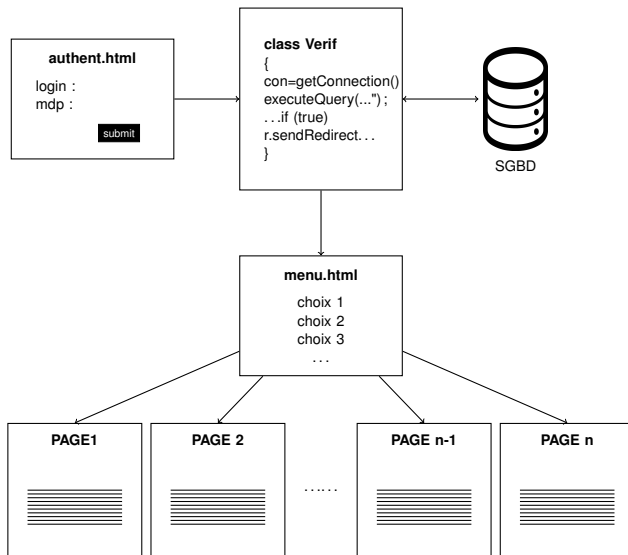 authent.html
login :
mdp :
submit
class Verif
{
con=getConnection()
executeQuery(...") ;
...if (true)
r.sendRedirect...
}
SGBD
menu.html
choix 1
choix 2
choix 3
...
PAGE1
PAGE 2
......
PAGE n-1
PAGE n